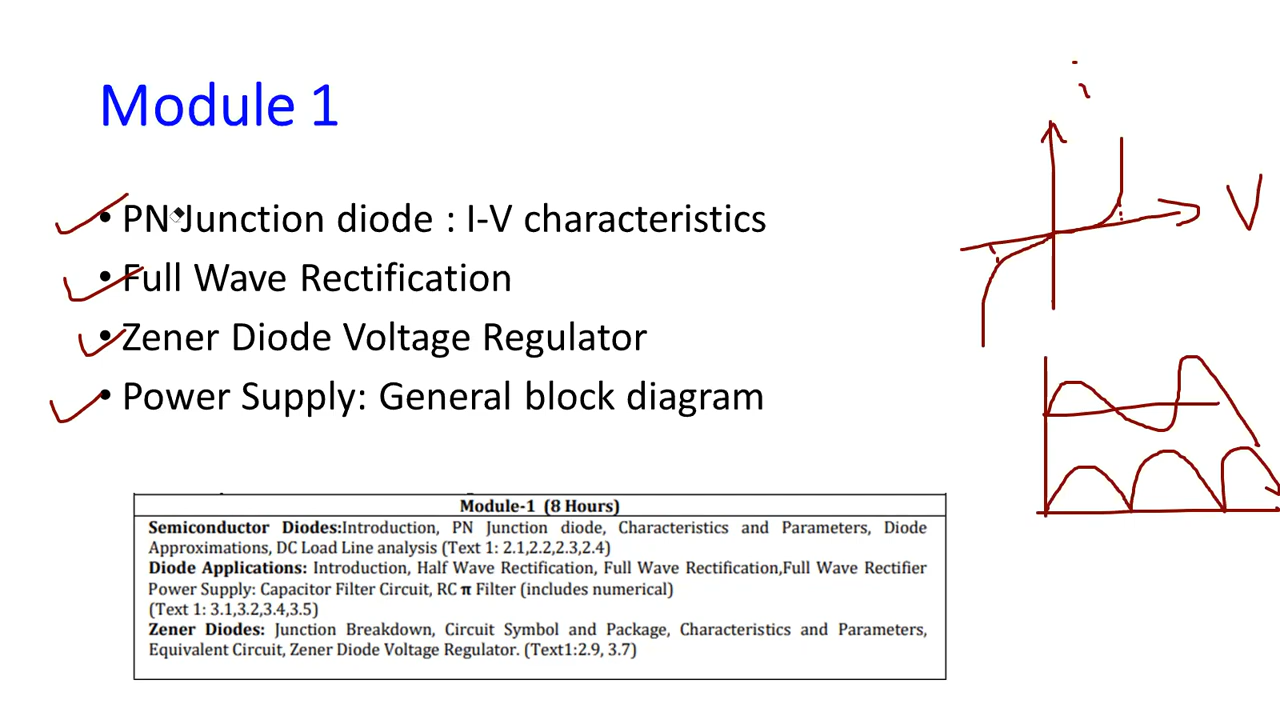 Module 1
• PN Junction diode : I-V characteristics
• Full Wave Rectification
• Zener Diode Voltage Regulator
• Power Supply: General block diagram
i
V
Module-1 (8 Hours)
Semiconductor Diodes:Introduction, PN Junction diode, Characteristics and Parameters, Diode
Approximations, DC Load Line analysis (Text 1: 2.1,2.2,2.3,2.4)
Diode Applications: Introduction, Half Wave Rectification, Full Wave Rectification,Full Wave Rectifier
Power Supply: Capacitor Filter Circuit, RC π Filter (includes numerical)
(Text 1: 3.1,3.2,3.4,3.5)
Zener Diodes: Junction Breakdown, Circuit Symbol and Package, Characteristics and Parameters,
Equivalent Circuit, Zener Diode Voltage Regulator. (Text1:2.9, 3.7)